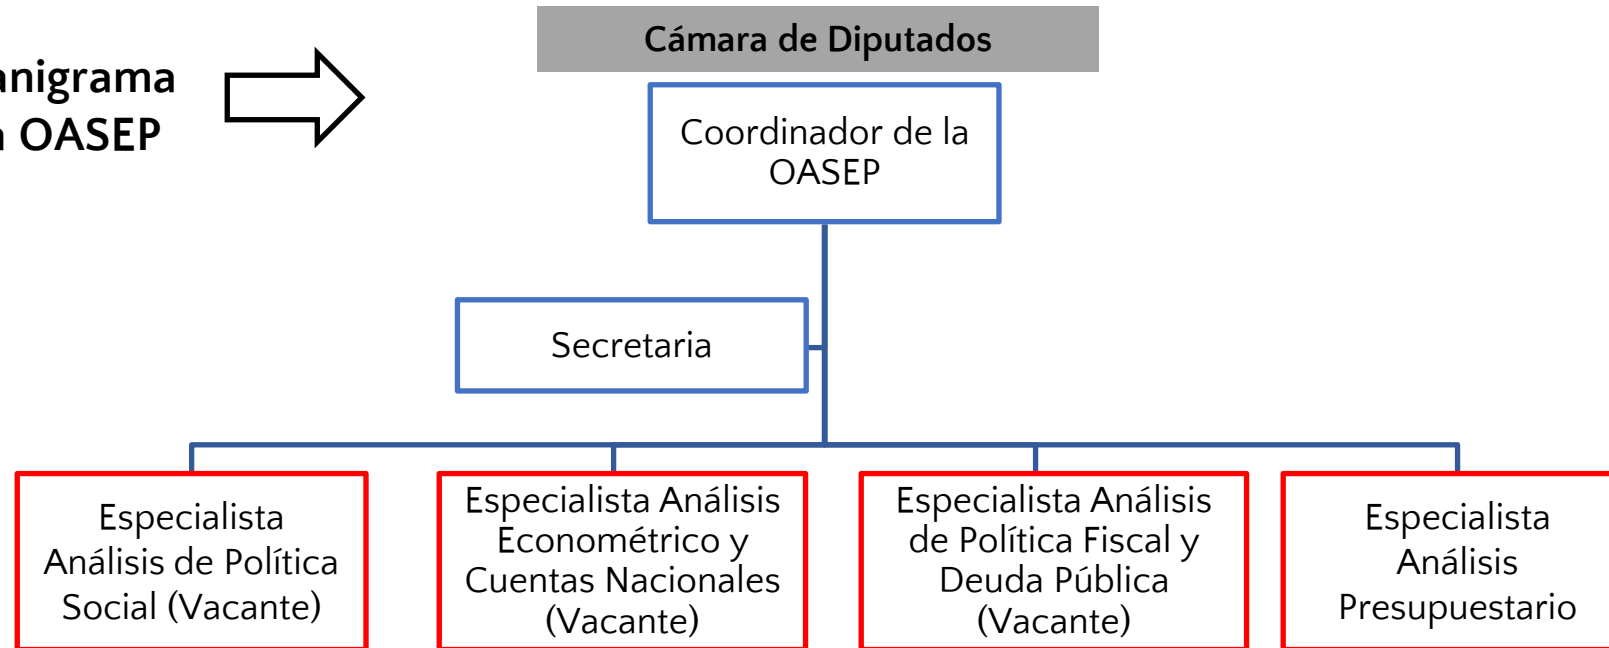 anigrama
OASEP
Cámara de Diputados
Coordinador de la
OASEP
Secretaria
Especialista
Análisis de Política
Social (Vacante)
Especialista Análisis
Econométrico y
Cuentas Nacionales
(Vacante)
Especialista Análisis
de Política Fiscal y
Deuda Pública
(Vacante)
Especialista
Análisis
Presupuestario